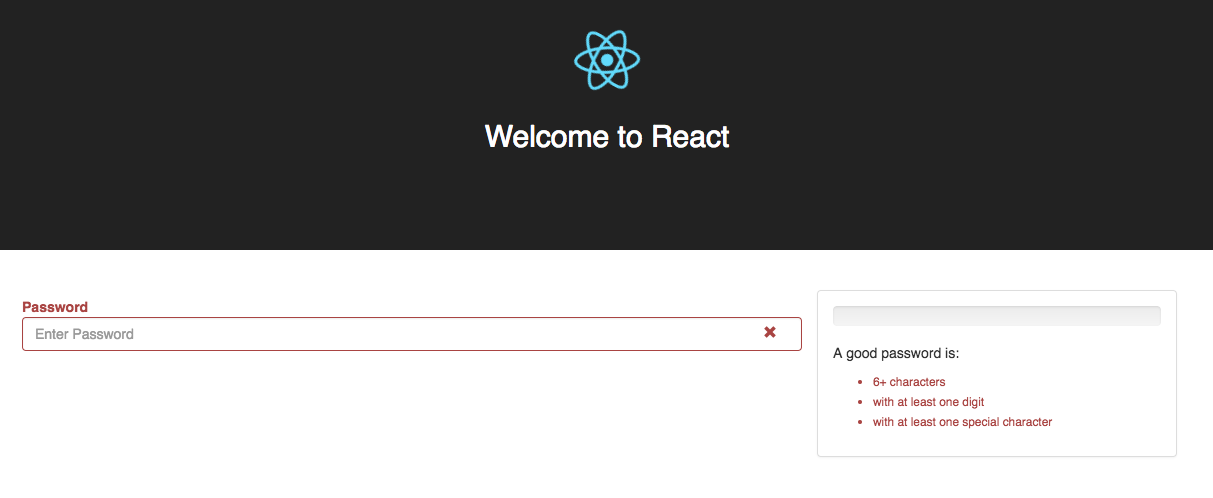 Welcome to React
Password
Enter Password
A good password is:
6+ characters
with at least one digit
with at least one special character